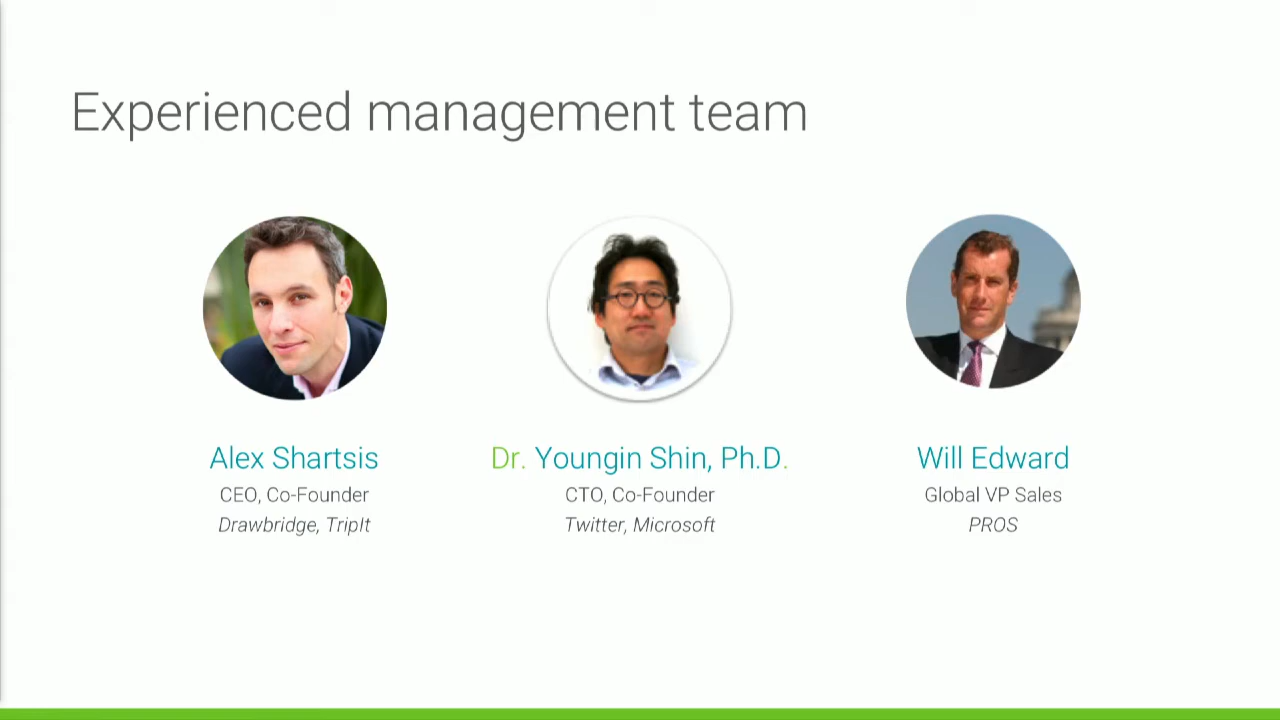 Experienced management team
Alex Shartsis
CEO, Co-Founder
Drawbridge, TripIt
Dr. Youngin Shin, Ph.D.
CTO, Co-Founder
Twitter, Microsoft
Will Edward
Global VP Sales
PROS